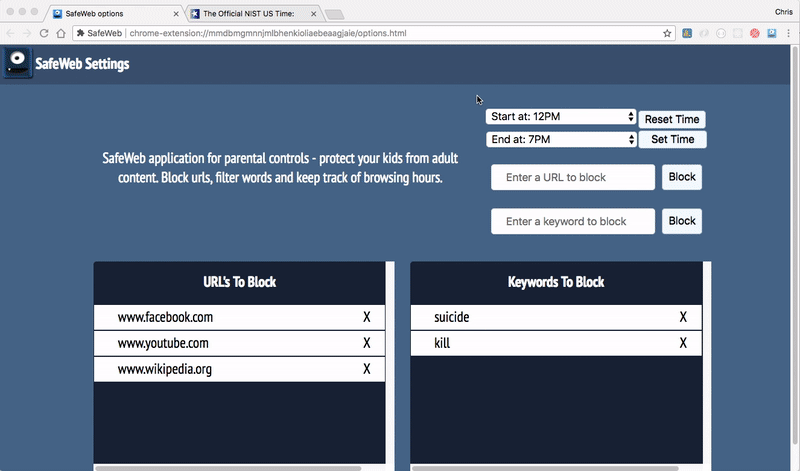 SafeWeb options
The Official NIST US Time:
Chris
SafeWeb | chrome-extension://mmdbmgmnnjmlbhenkioliaebeaagjaie/options.html
SafeWeb Settings
Start at: 12PM
Reset Time
End at: 7PM
Set Time
SafeWeb application for parental controls - protect your kids from adult
content. Block urls, filter words and keep track of browsing hours.
Enter a URL to block
Block
Enter a keyword to block
Block
URL's To Block
www.facebook.com X
www.youtube.com X
www.wikipedia.org X
Keywords To Block
suicide X
kill X